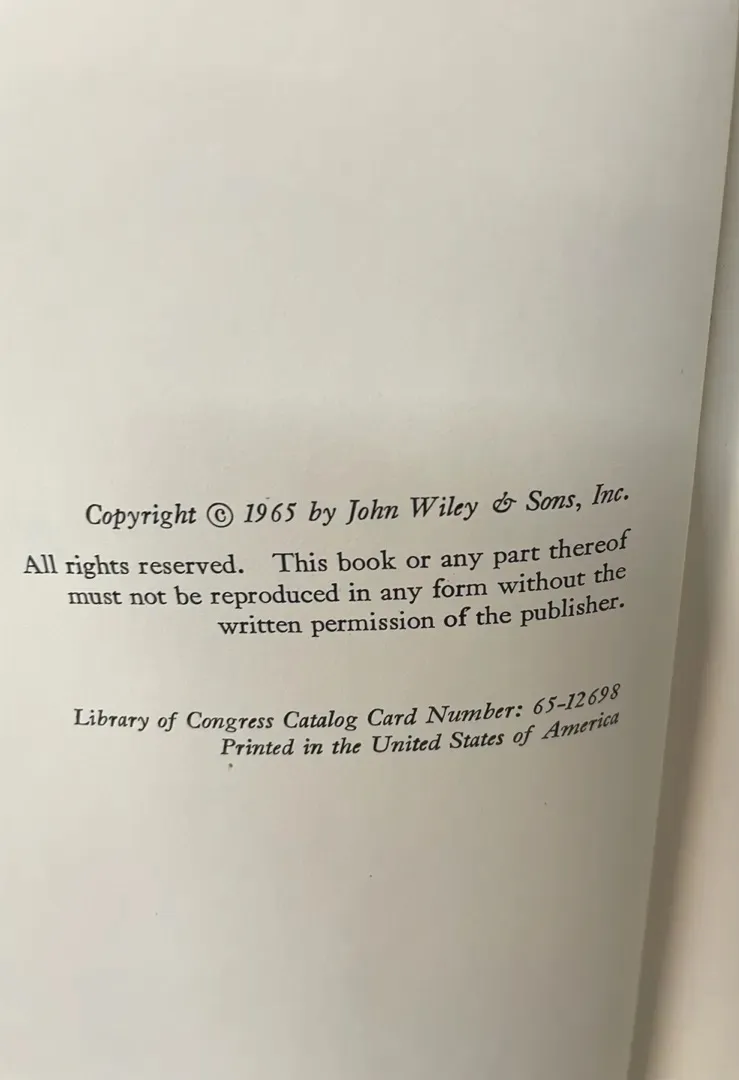 Copyright © 1965 by John Wiley & Sons, Inc.
All rights reserved. This book or any part thereof
must not be reproduced in any form without the
written permission of the publisher.
Library of Congress Catalog Card Number: 65-12698
Printed in the United States of America